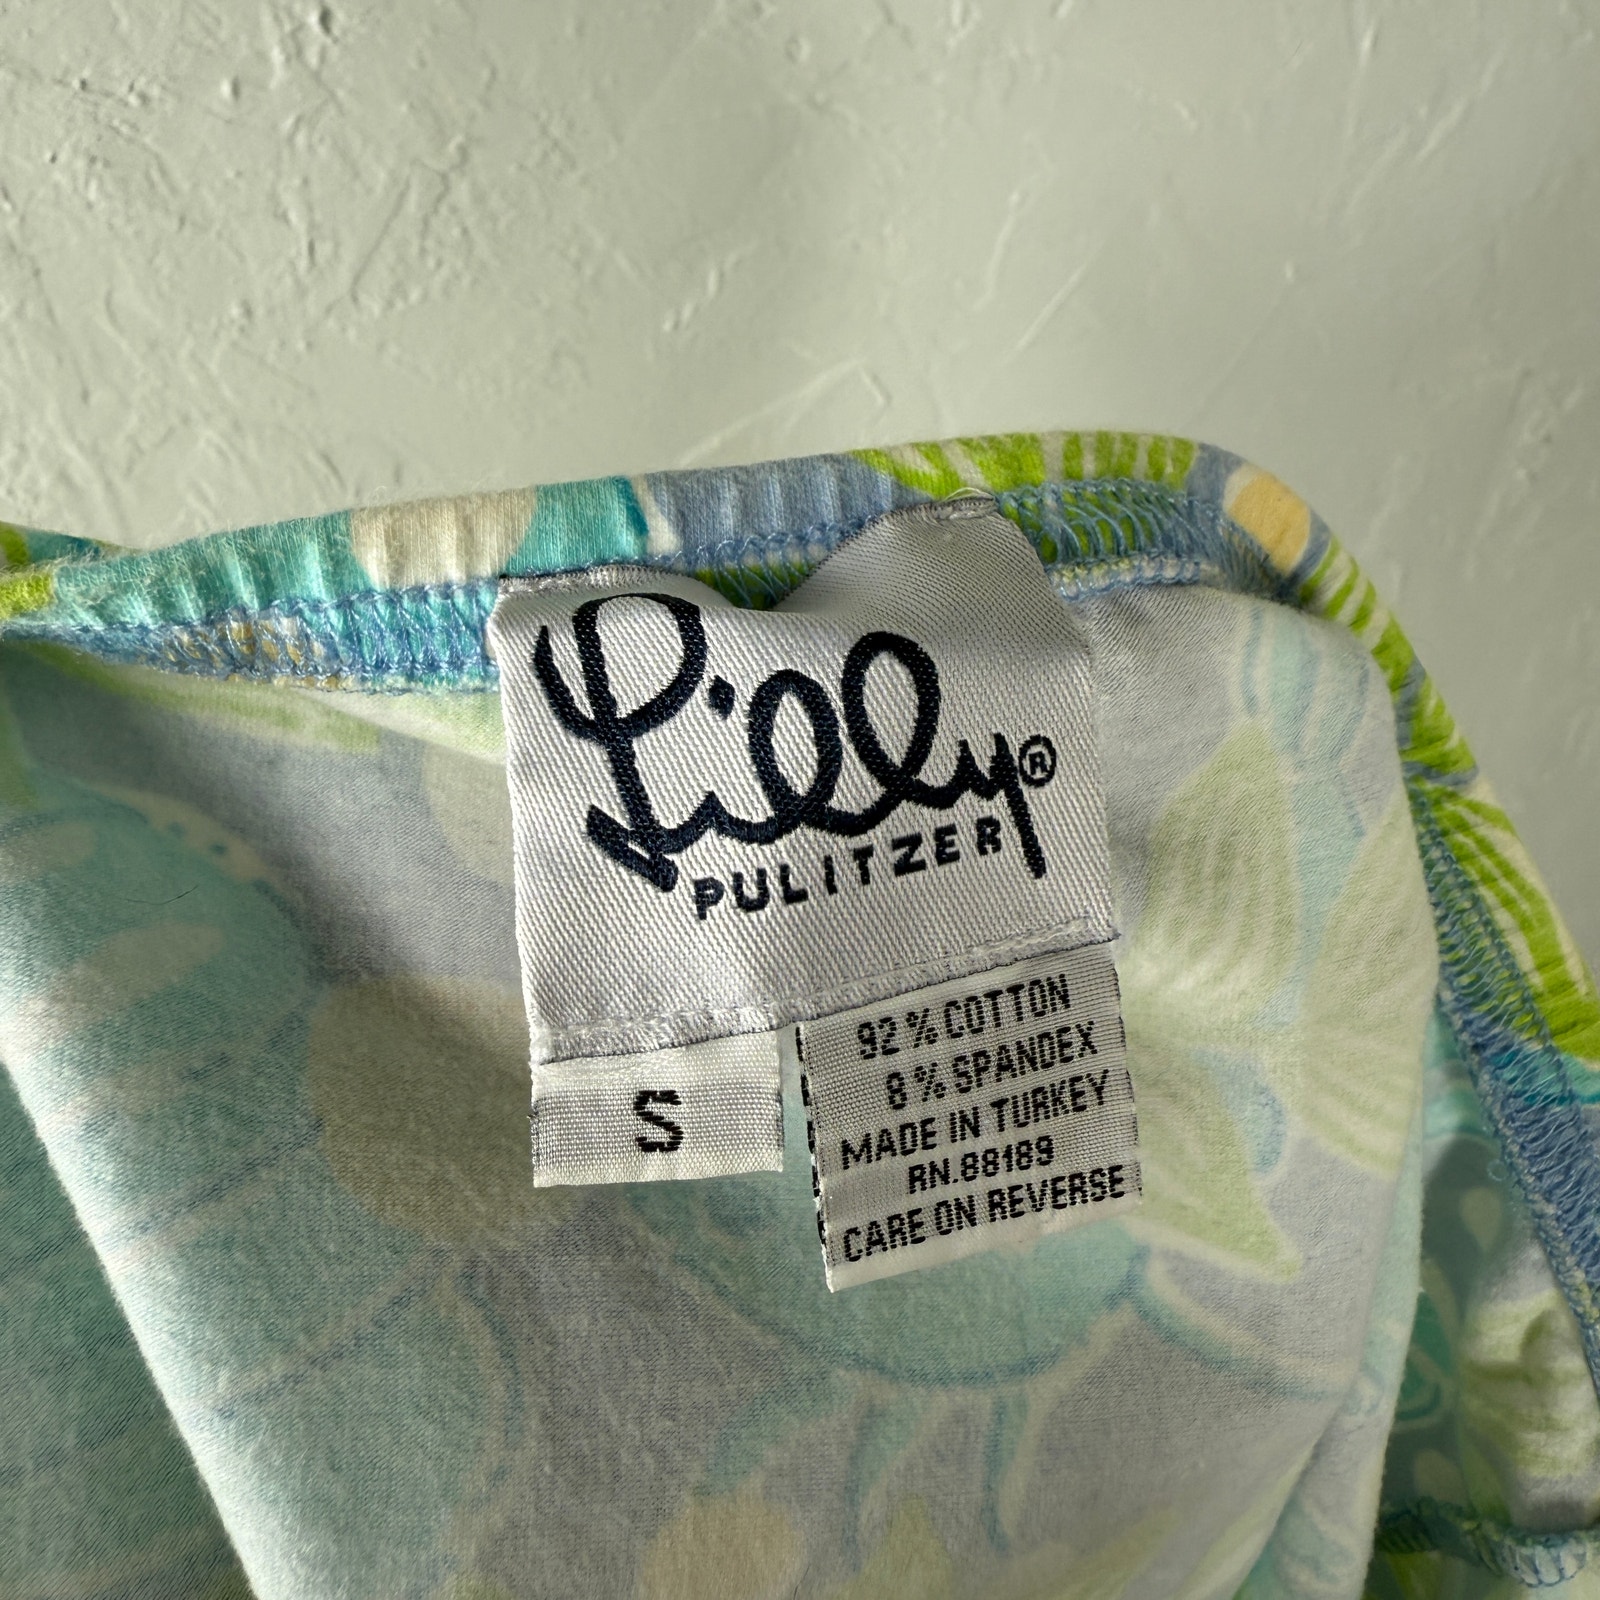 Lilly®
PULITZER
S
92 % COTTON
8 % SPANDEX
MADE IN TURKEY
RN.88189
CARE ON REVERSE